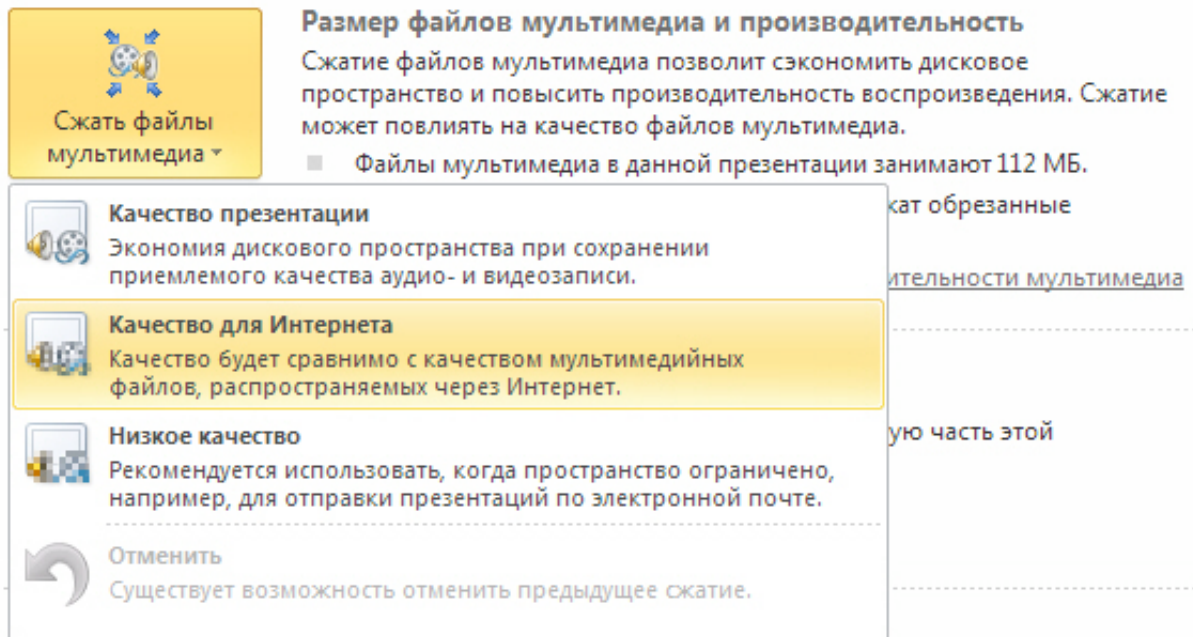 Размер файлов мультимедиа и производительность
Сжатие файлов мультимедиа позволит сэкономить дисковое
пространство и повысить производительность воспроизведения. Сжатие
может повлиять на качество файлов мультимедиа.
Файлы мультимедиа в данной презентации занимают 112 МБ.
Сжать файлы
мультимедиа
обрезанные
мультимедиа
часть этой
Качество презентации
Экономия дискового пространства при сохранении
приемлемого качества аудио- и видеозаписи.
Качество для Интернета
Качество будет сравнимо с качеством мультимедийных
файлов, распространяемых через Интернет.
Низкое качество
Рекомендуется использовать, когда пространство ограничено,
например, для отправки презентаций по электронной почте.
Отменить
Существует возможность отменить предыдущее сжатие.